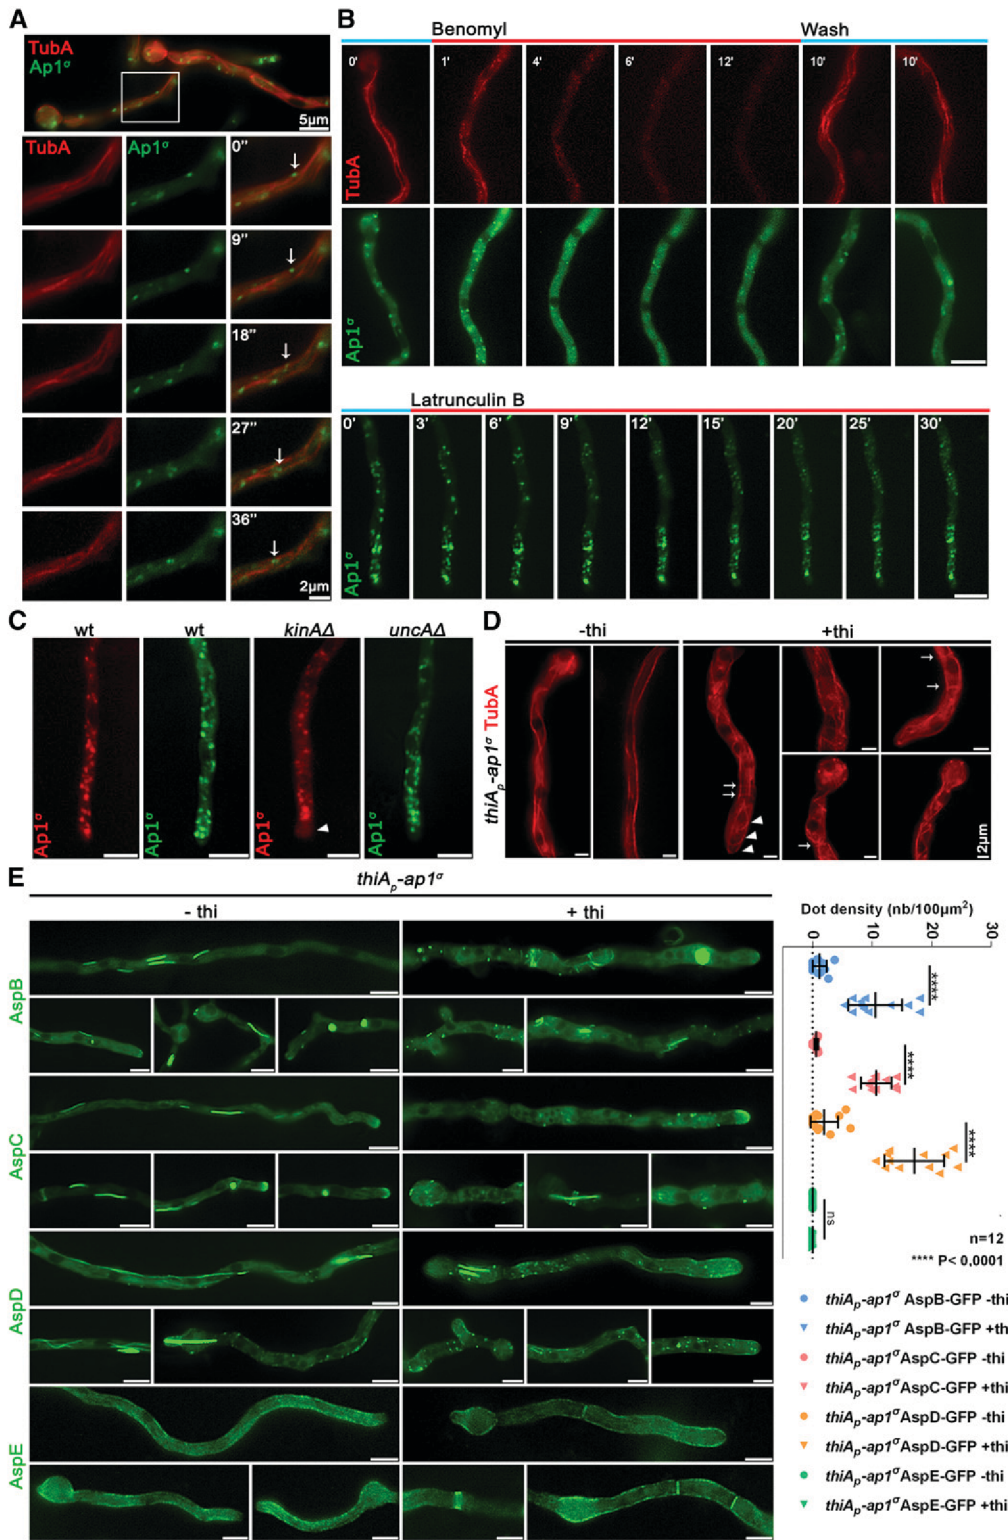 A
TubA
Ap1σ
5μm
TubA
Ap1σ
0"
9"
18"
27"
36"
2μm
B
Benomyl
Wash
0'
1'
4'
6'
12'
10'
10'
TubA
Ap1σ
Latrunculin B
0'
3'
6'
9'
12'
15'
20'
25'
30'
Ap1σ
C
wt
wt
kinAΔ
uncAΔ
Ap1σ
Ap1σ
Ap1σ
Ap1σ
D
-thi
+thi
thiAp-ap1σ TubA
2μm
E
thiAp-ap1σ
- thi
+ thi
AspB
AspC
AspD
AspE
Dot density (nb/100μm²)
0
10
20
30
****
****
****
ns
n=12
**** P< 0,0001
thiAp-ap1σ AspB-GFP -thi
thiAp-ap1σ AspB-GFP +th
thiAp-ap1σ AspC-GFP -thi
thiAp-ap1σ AspC-GFP +thi
thiAp-ap1σ AspD-GFP -thi
thiAp-ap1σ AspD-GFP +thi
thiAp-ap1σ AspE-GFP -thi
thiAp-ap1σ AspE-GFP +thi